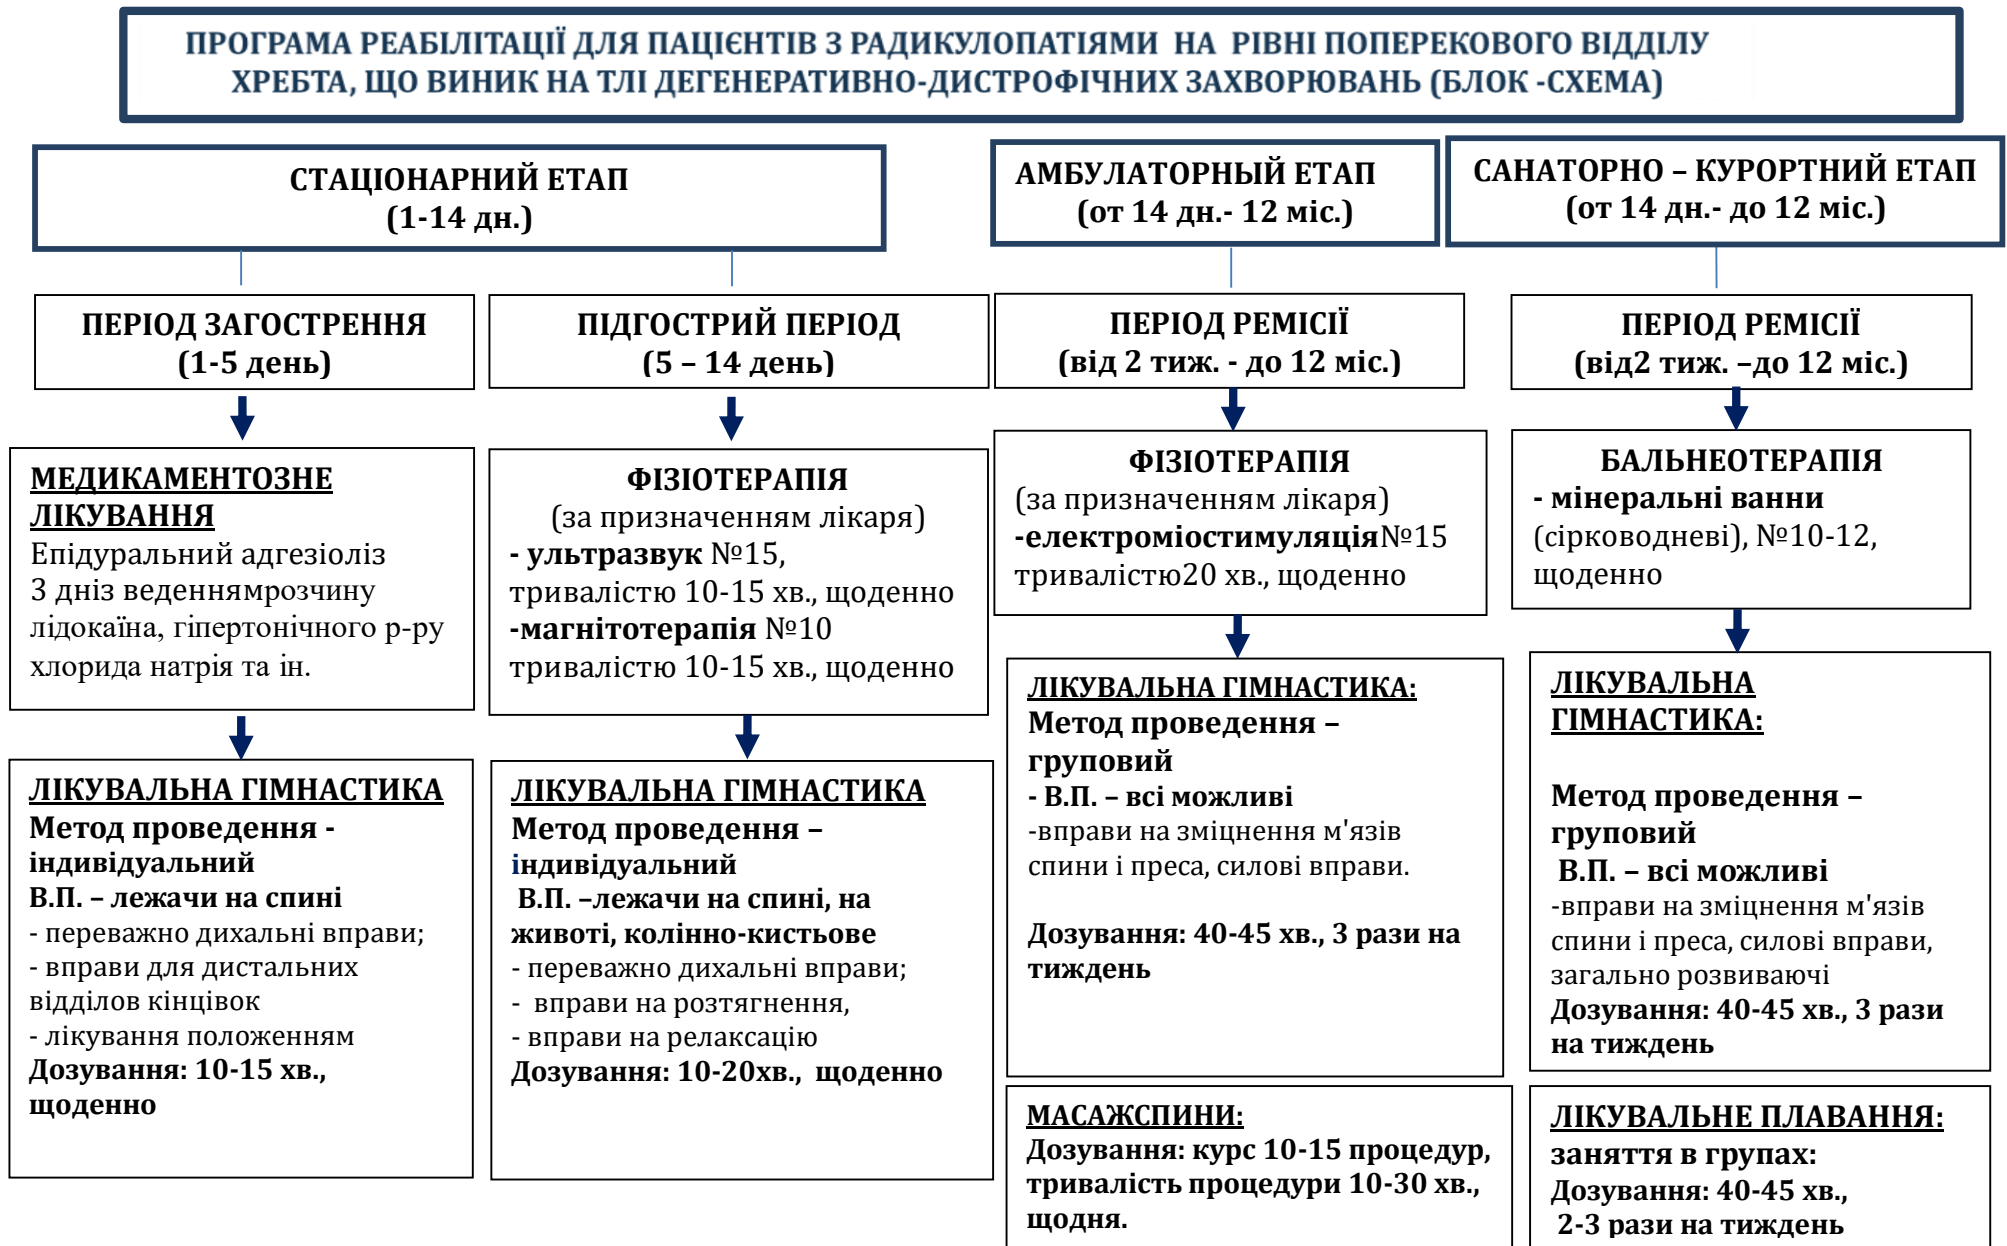 ПРОГРАМА РЕАБІЛІТАЦІЇ ДЛЯ ПАЦІЄНТІВ З РАДИКУЛОПАТІЯМИ НА РІВНІ ПОПЕРЕКОВОГО ВІДДІЛУ
ХРЕБТА, ЩО ВИНИК НА ТЛІ ДЕГЕНЕРАТИВНО-ДИСТРОФІЧНИХ ЗАХВОРЮВАНЬ (БЛОК -СХЕМА)
СТАЦІОНАРНИЙ ЕТАП
(1-14 дн.)
АМБУЛАТОРНЫЙ ЕТАП
(от 14 дн.- 12 міс.)
САНАТОРНО – КУРОРТНИЙ ЕТАП
(от 14 дн.- до 12 міс.)
ПЕРІОД ЗАГОСТРЕННЯ
(1-5 день)
ПІДГОСТРИЙ ПЕРІОД
(5 – 14 день)
ПЕРІОД РЕМІСІЇ
(від 2 тиж. - до 12 міс.)
ПЕРІОД РЕМІСІЇ
(від2 тиж. –до 12 міс.)
МЕДИКАМЕНТОЗНЕ
ЛІКУВАННЯ
Епідуральний адгезіоліз
3 дніз веденнямрозчину
лідокаїна, гіпертонічного р-ру
хлорида натрія та ін.
ФІЗІОТЕРАПІЯ
(за призначенням лікаря)
- ультразвук №15,
тривалістю 10-15 хв., щоденно
-магнітотерапія №10
тривалістю 10-15 хв., щоденно
ФІЗІОТЕРАПІЯ
(за призначенням лікаря)
-електроміостимуляція№15
тривалістю20 хв., щоденно
БАЛЬНЕОТЕРАПІЯ
- мінеральні ванни
(сірководневі), №10-12,
щоденно
ЛІКУВАЛЬНА ГІМНАСТИКА
Метод проведення -
індивідуальний
В.П. – лежачи на спині
- переважно дихальні вправи;
- вправи для дистальних
відділов кінцівок
- лікування положенням
Дозування: 10-15 хв.,
щоденно
ЛІКУВАЛЬНА ГІМНАСТИКА
Метод проведення –
індивідуальний
В.П. –лежачи на спині, на
животі, колінно-кистьове
- переважно дихальні вправи;
- вправи на розтягнення,
- вправи на релаксацію
Дозування: 10-20хв., щоденно
ЛІКУВАЛЬНА ГІМНАСТИКА:
Метод проведення –
груповий
- В.П. – всі можливі
-вправи на зміцнення м'язів
спини і преса, силові вправи.
Дозування: 40-45 хв., 3 рази на
тиждень
ЛІКУВАЛЬНА
ГІМНАСТИКА:
Метод проведення –
груповий
В.П. – всі можливі
-вправи на зміцнення м'язів
спини і преса, силові вправи,
загально розвиваючі
Дозування: 40-45 хв., 3 рази
на тиждень
МАСАЖСПИНИ:
Дозування: курс 10-15 процедур,
тривалість процедури 10-30 хв.,
щодня.
ЛІКУВАЛЬНЕ ПЛАВАННЯ:
заняття в групах:
Дозування: 40-45 хв.,
2-3 рази на тиждень